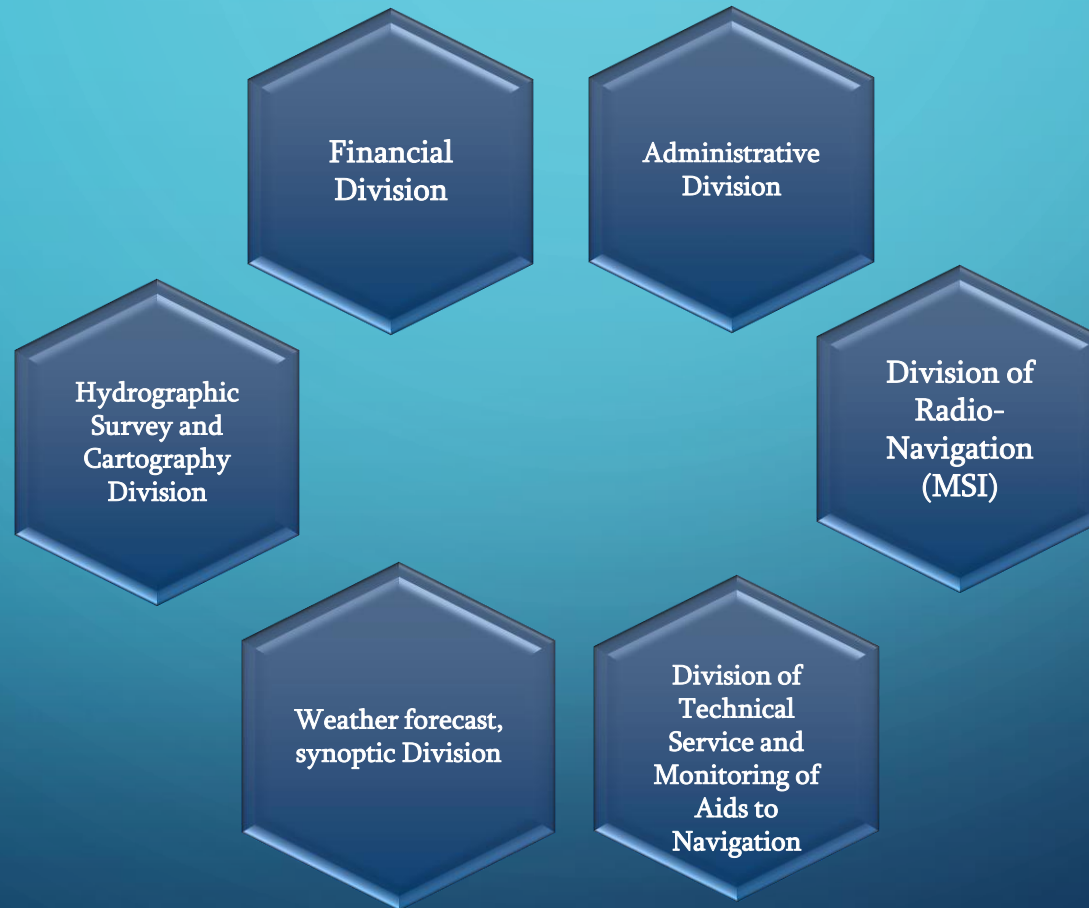 Financial
Division
Administrative
Division
Hydrographic
Survey and
Cartography
Division
Division of
Radio-
Navigation
(MSI)
Weather forecast,
synoptic Division
Division of
Technical
Service and
Monitoring of
Aids to
Navigation